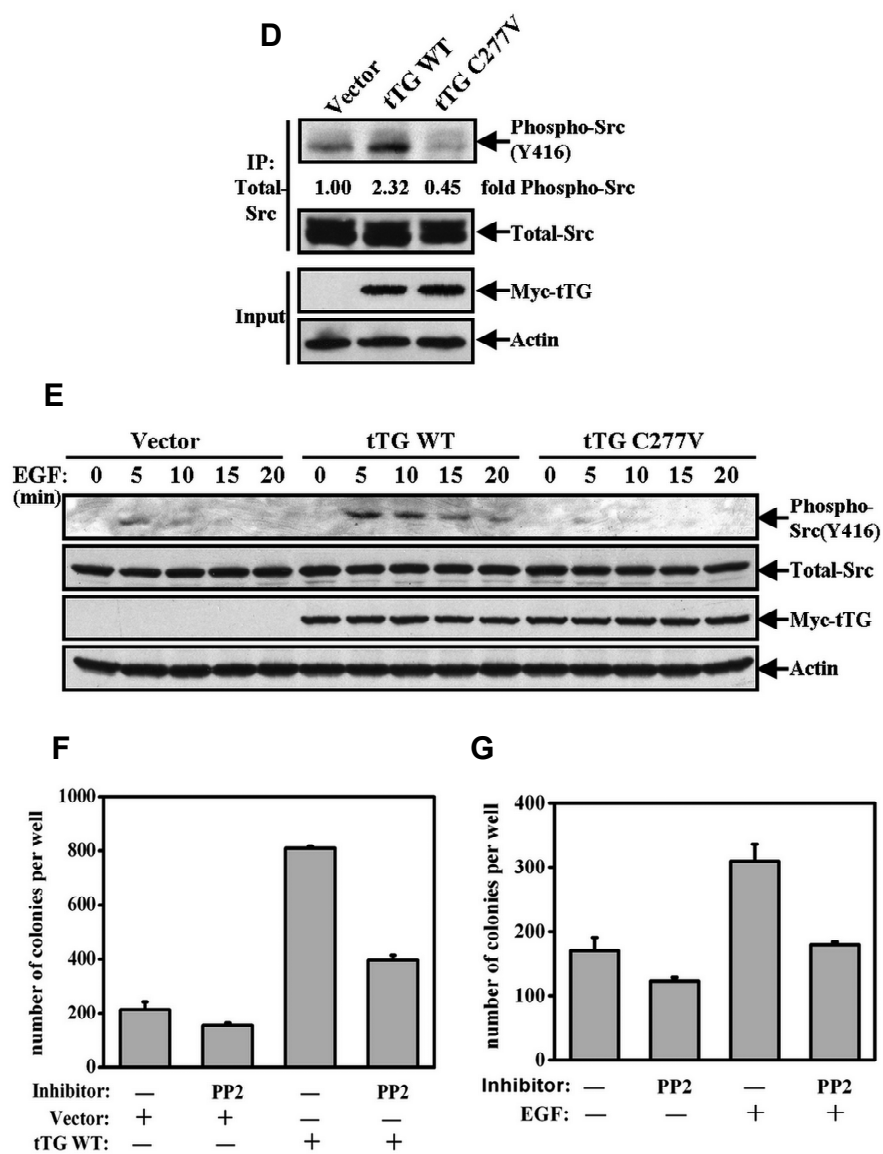 D
Vector
tTG WT
tTG C277V
IP:
Total-
Src
Phospho-Src
(Y416)
1.00 2.32 0.45 fold Phospho-Src
Total-Src
Input
Myc-tTG
Actin
E
Vector tTG WT tTG C277V
EGF: 0 5 10 15 20 0 5 10 15 20 0 5 10 15 20
(min)
Phospho-
Src(Y416)
Total-Src
Myc-tTG
Actin
F
number of colonies per well
1000
800
600
400
200
0
Inhibitor: — PP2 — PP2
Vector: + + — —
tTG WT: — — + +
G
number of colonies per well
400
300
200
100
0
Inhibitor: — PP2 — PP2
EGF: — — + +